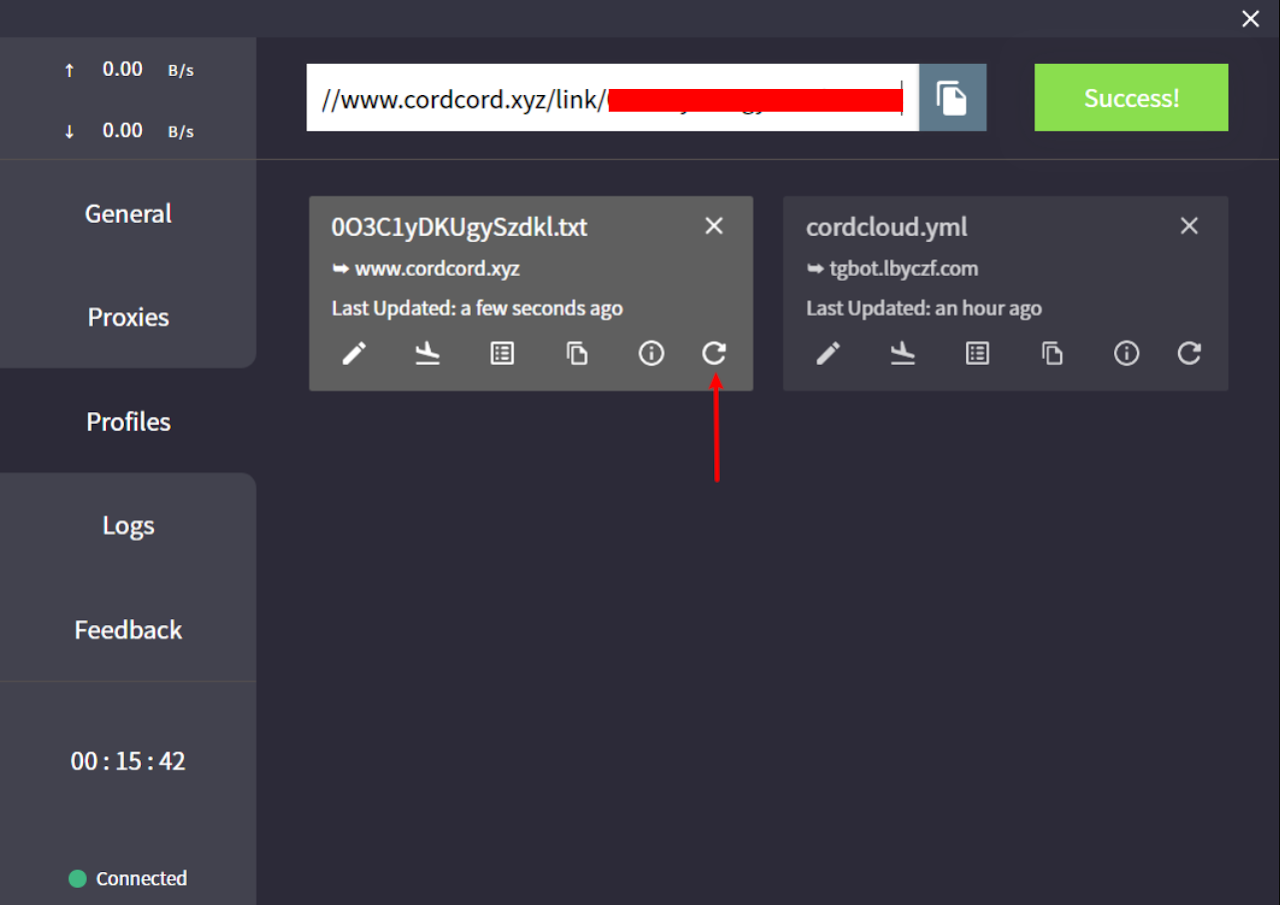 ↑ 0.00 B/s
↓ 0.00 B/s
//www.cordcord.xyz/link/
Success!
General
Proxies
Profiles
Logs
Feedback
00 : 15 : 42
Connected
0O3C1yDKUgySzdkl.txt
➥ www.cordcord.xyz
Last Updated: a few seconds ago
cordcloud.yml
➥ tgbot.lbyczf.com
Last Updated: an hour ago